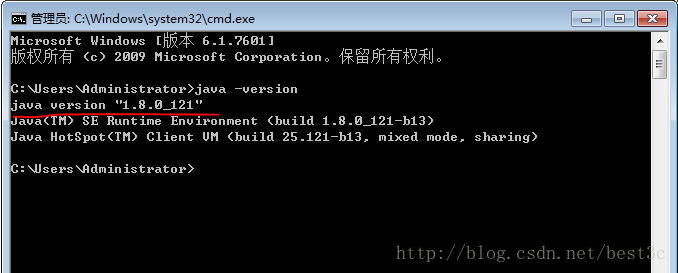 管理员: C:\Windows\system32\cmd.exe
Microsoft Windows [版本 6.1.7601]
版权所有 (c) 2009 Microsoft Corporation。保留所有权利。
C:\Users\Administrator>java -version
java version "1.8.0_121"
Java(TM) SE Runtime Environment (build 1.8.0_121-b13)
Java HotSpot(TM) Client VM (build 25.121-b13, mixed mode, sharing)
C:\Users\Administrator>
http://blog.csdn.net/best3c